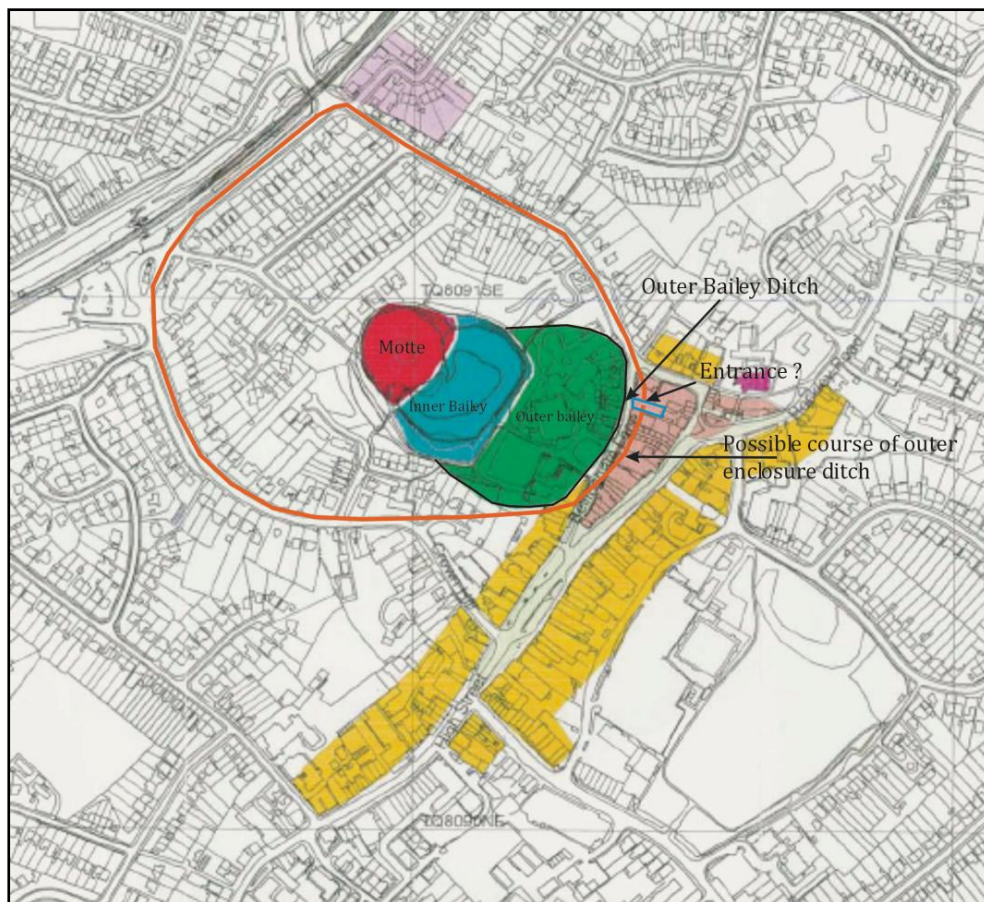 TQ8091SE
Outer Bailey Ditch
Motte
Entrance ?
Inner Bailey
Outer bailey
Possible course of outer
enclosure ditch
TQ8090NE